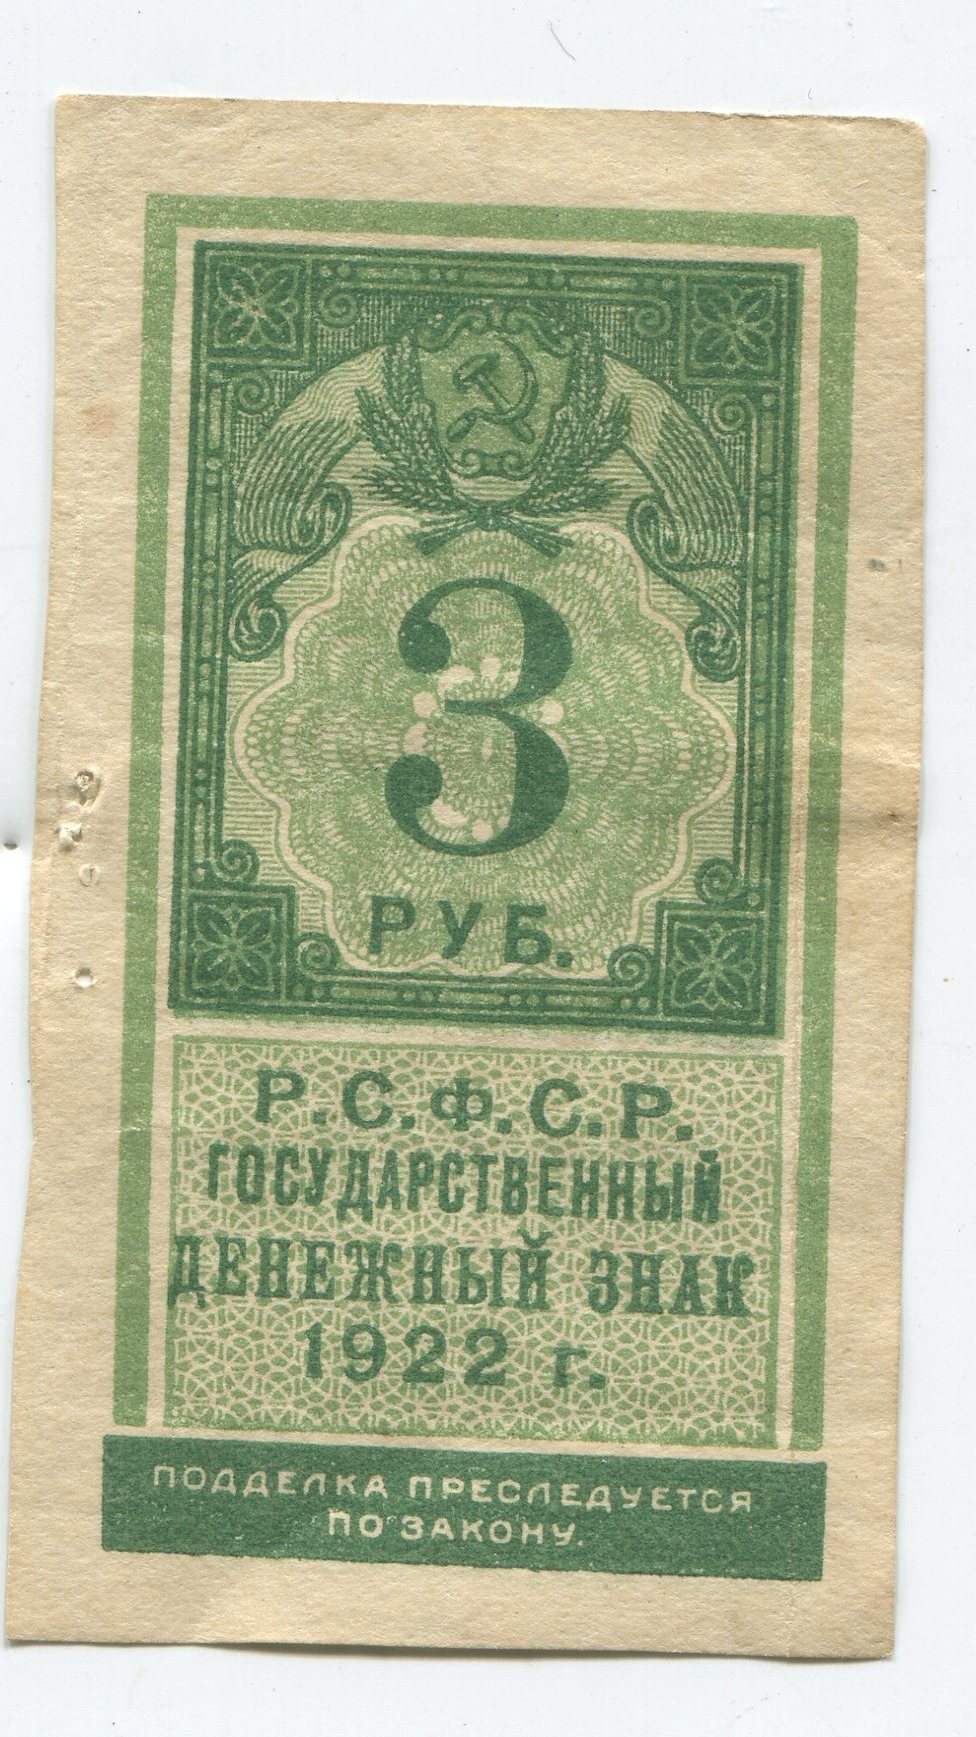 3
РУБ.
Р.С.Ф.С.Р.
ГОСУДАРСТВЕННЫЙ
ДЕНЕЖНЫЙ ЗНАК
1922 г.
ПОДДЕЛКА ПРЕСЛЕДУЕТСЯ
ПО ЗАКОНУ.